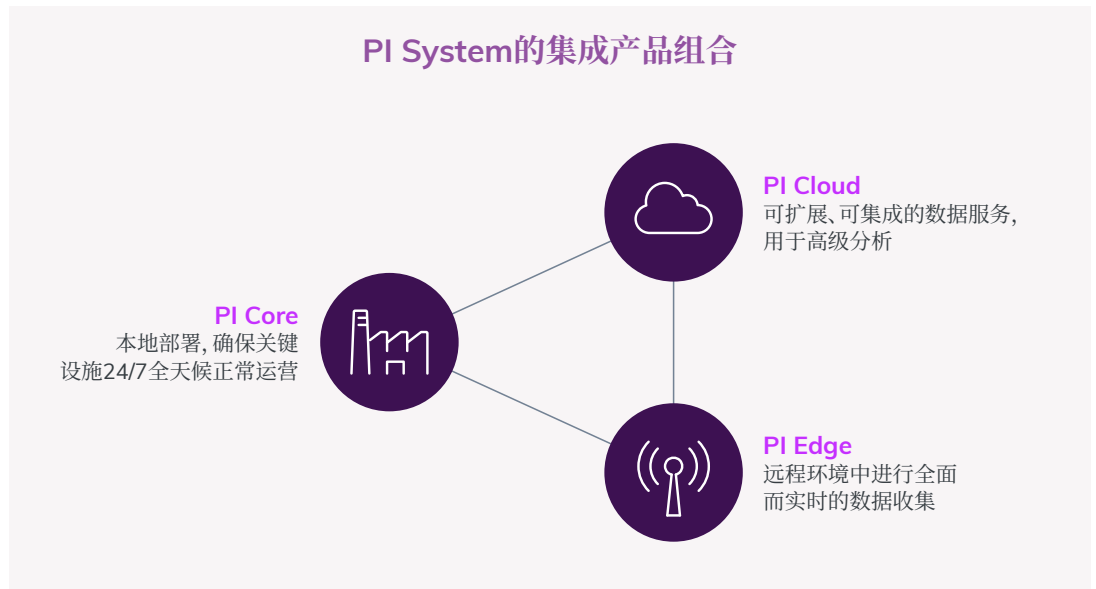 PI System的集成产品组合
PI Cloud
可扩展、可集成的数据服务,
用于高级分析
PI Core
本地部署, 确保关键
设施24/7全天候正常运营
PI Edge
远程环境中进行全面
而实时的数据收集